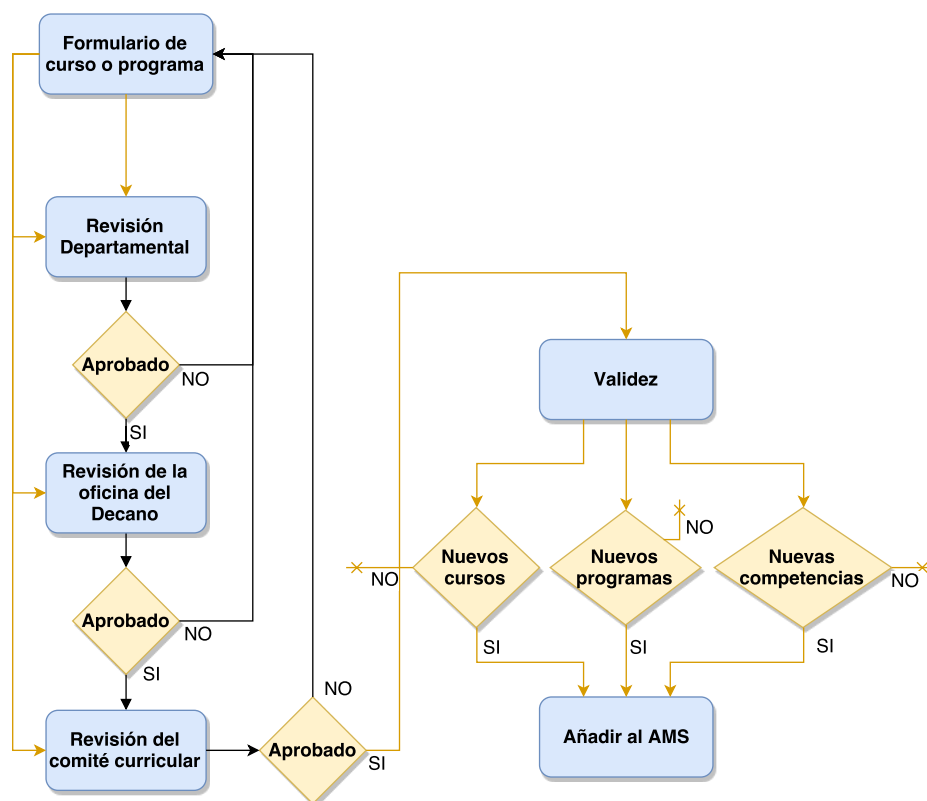 Formulario de
curso o programa
Revisión
Departamental
Aprobado
NO
SI
Revisión de la
oficina del
Decano
Aprobado
NO
SI
Revisión del
comité curricular
Aprobado
NO
SI
Validez
Nuevos
cursos
NO
SI
Nuevos
programas
NO
SI
Nuevas
competencias
NO
SI
Añadir al AMS